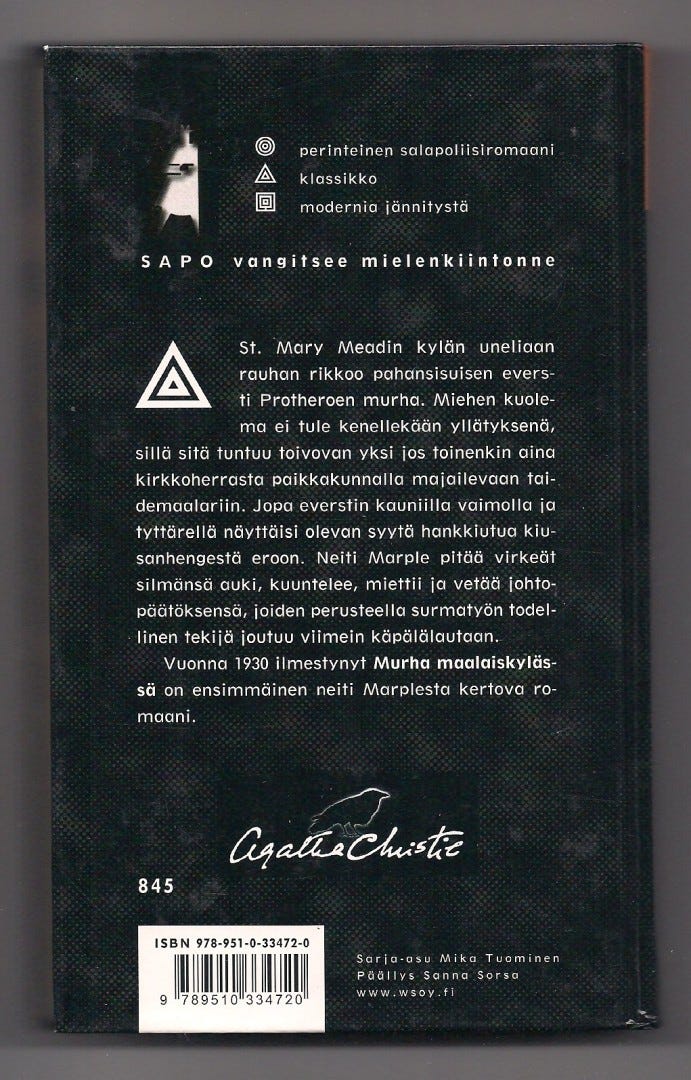 perinteinen salapoliisiromaani
klassikko
modernia jännitystä
SAPO vangitsee mielenkiintonne
St. Mary Meadin kylän uneliaan
rauhan rikkoo pahansisuisen evers-
ti Protheroen murha. Miehen kuole-
ma ei tule kenellekään yllätyksenä,
sillä sitä tuntuu toivovan yksi jos toinenkin aina
kirkkoherrasta paikkakunnalla majailevaan tai-
demaalariin. Jopa everstin kauniilla vaimolla ja
tyttärellä näyttäisi olevan syytä hankkiutua kiu-
sanhengestä eroon. Neiti Marple pitää virkeät
silmänsä auki, kuuntelee, miettii ja vetää johto-
päätöksensä, joiden perusteella surmatyön todel-
linen tekijä joutuu viimein käpälälautaan.
Vuonna 1930 ilmestynyt Murha maalaiskyläs-
sä on ensimmäinen neiti Marplesta kertova ro-
maani.
Agatha Christie
845
ISBN 978-951-0-33472-0
9 789510 334720
Sarja-asu Mika Tuominen
Päällys Sanna Sorsa
www.wsoy.fi